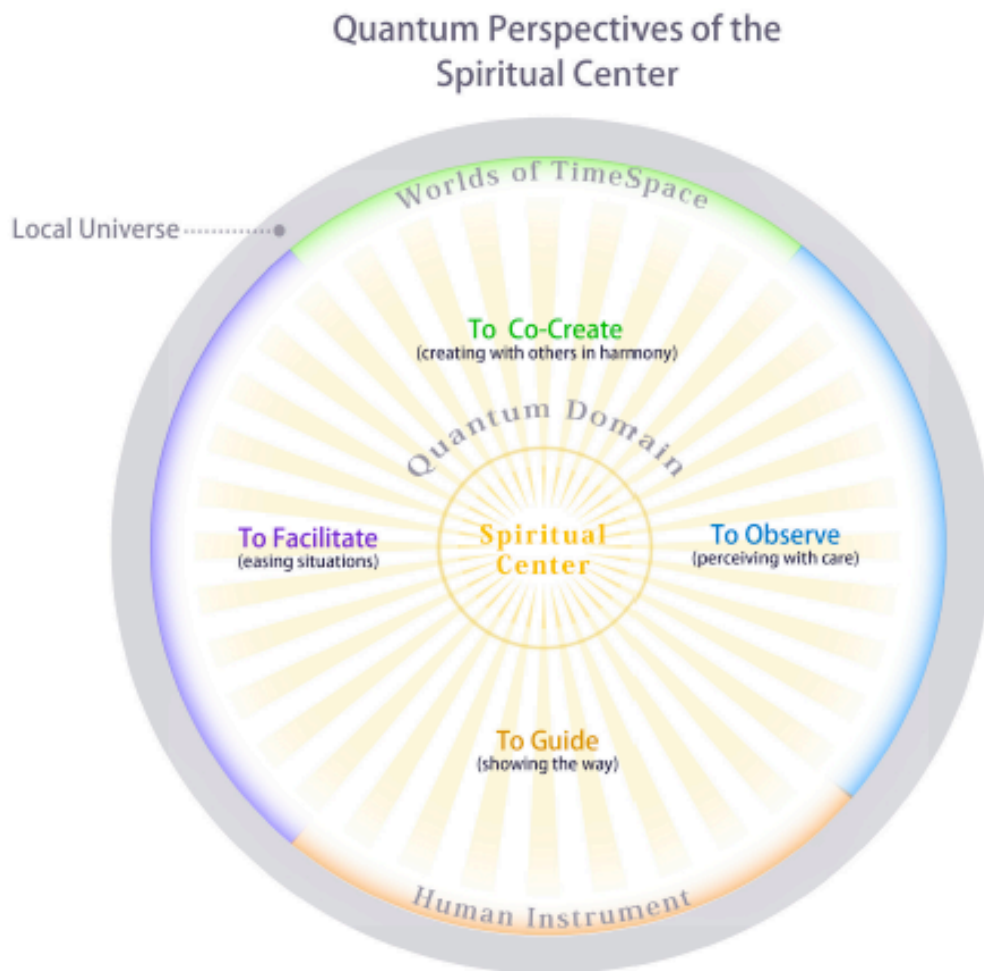 Quantum Perspectives of the
Spiritual Center
Worlds of TimeSpace
Local Universe
To Co-Create
(creating with others in harmony)
Quantum Domain
To Facilitate
(easing situations)
Spiritual
Center
To Observe
(perceiving with care)
To Guide
(showing the way)
Human Instrument